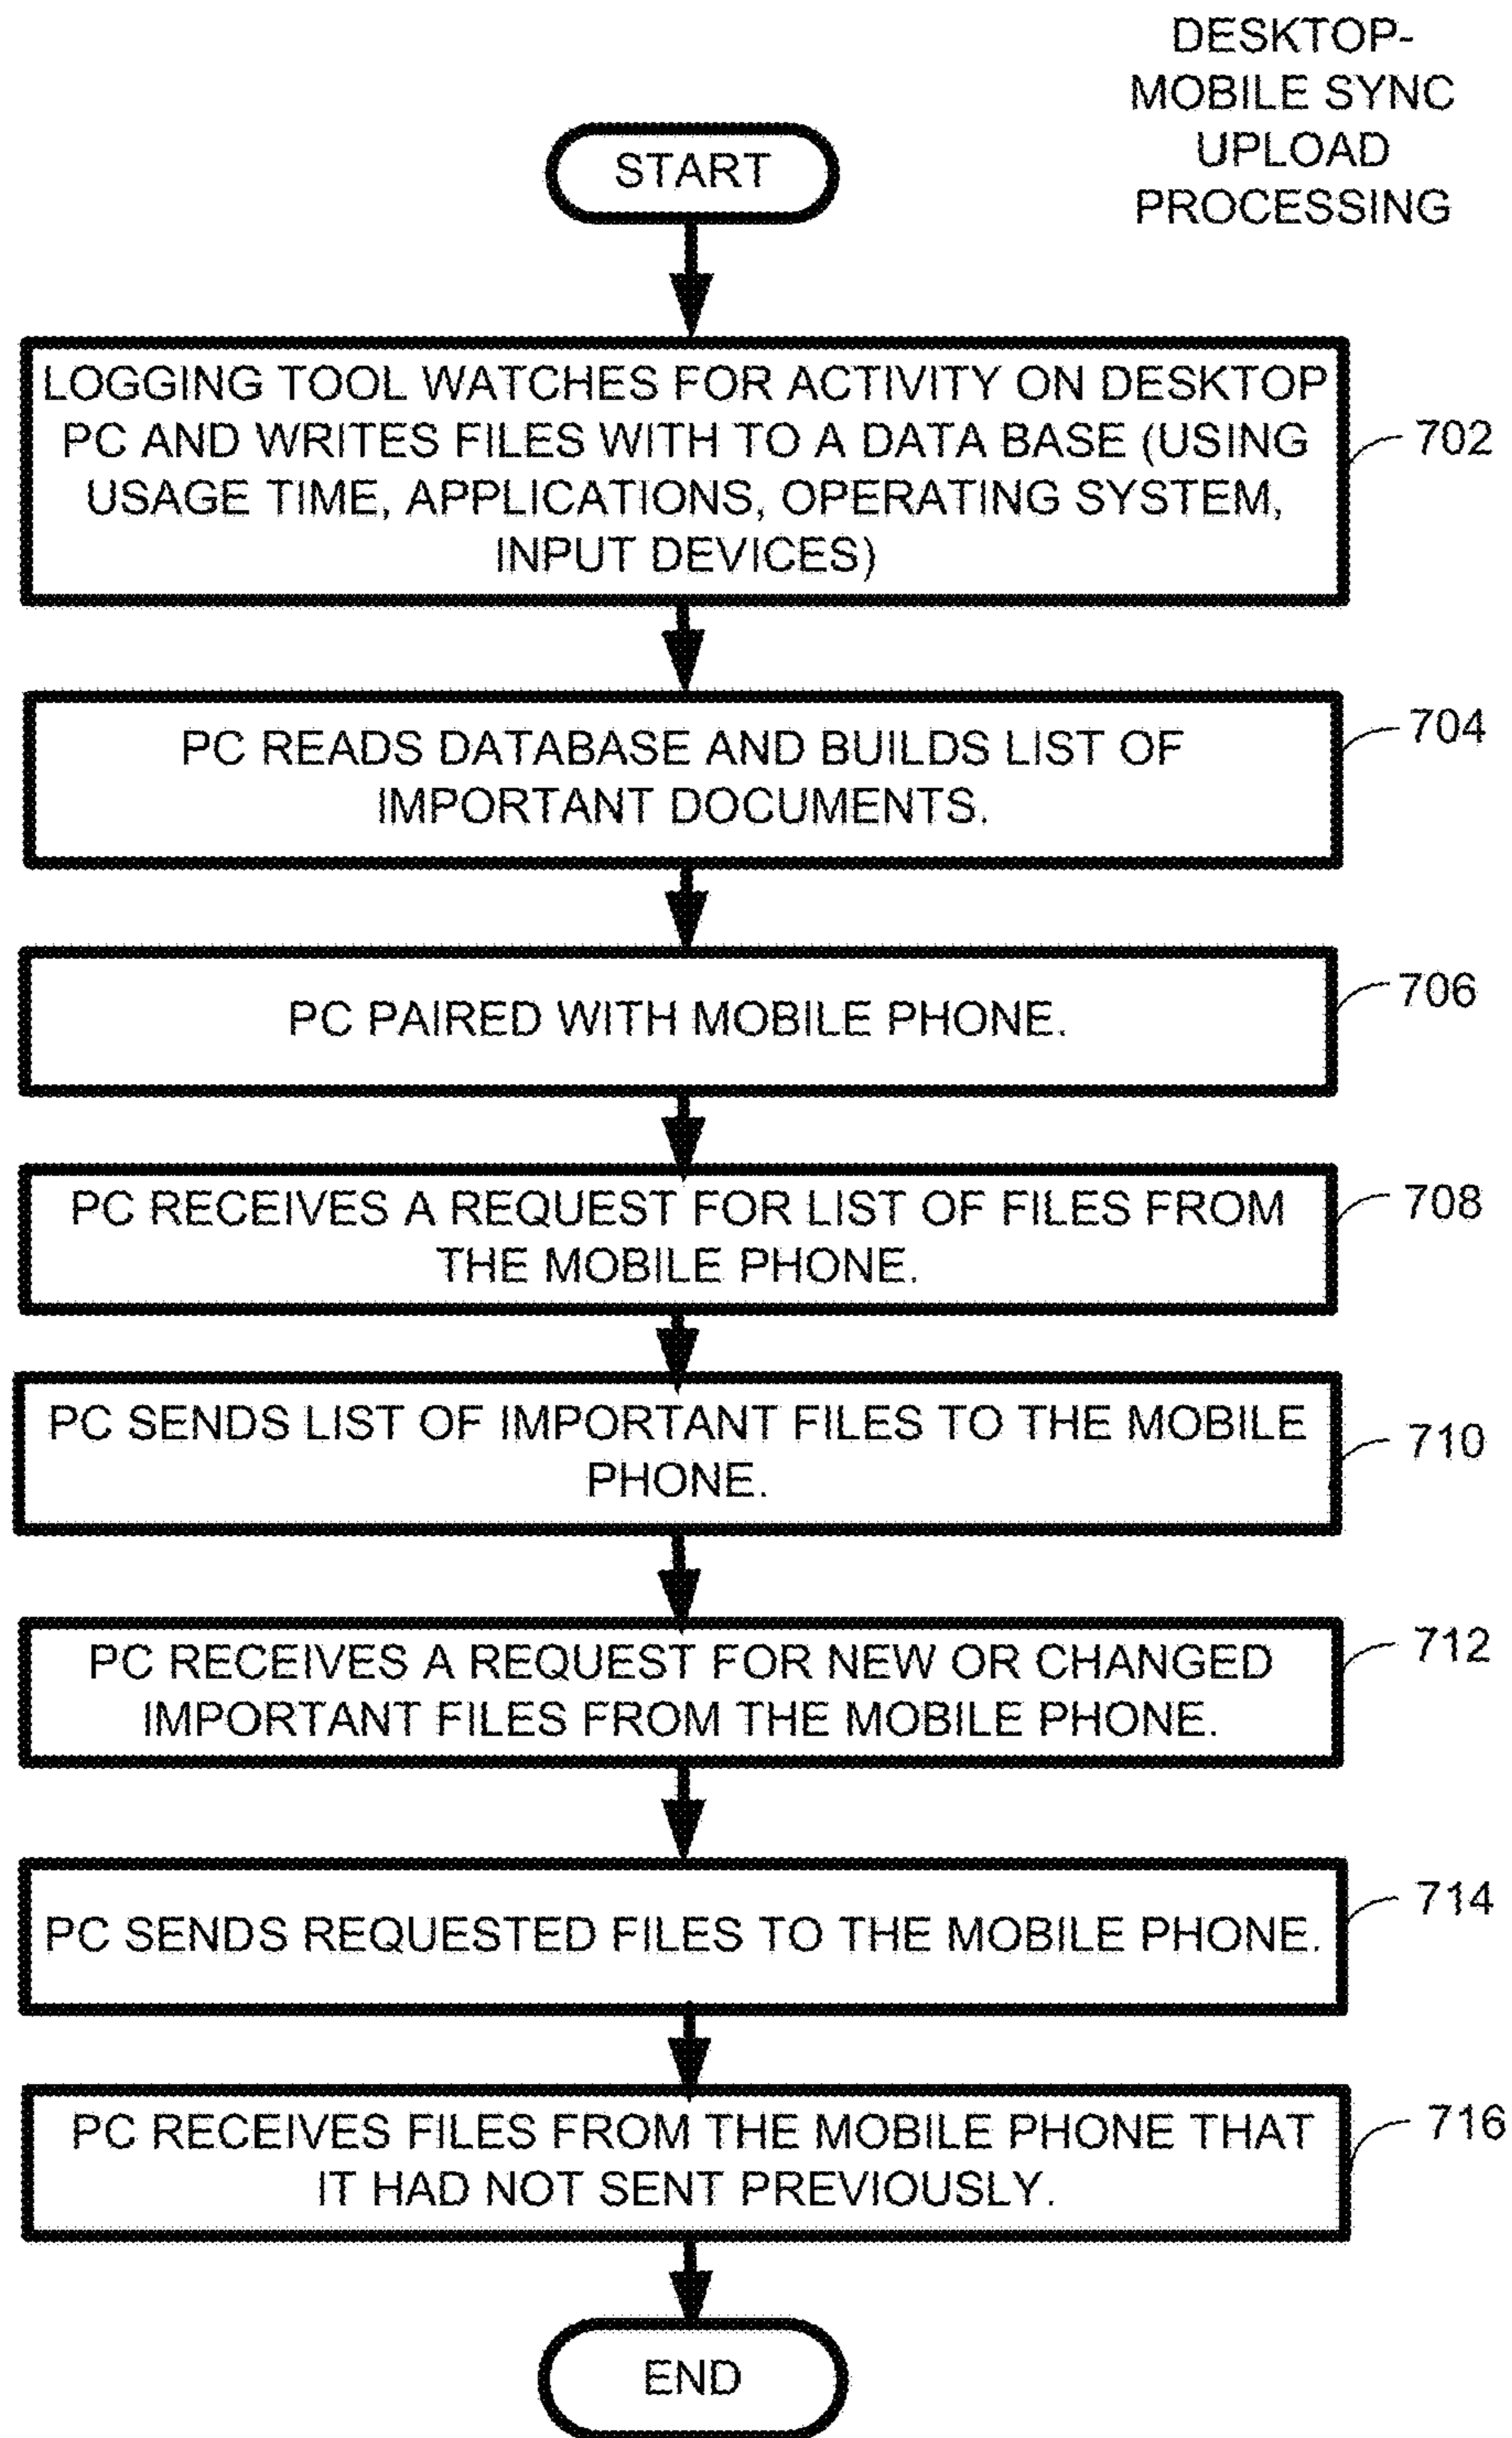 DESKTOP-
MOBILE SYNC
UPLOAD
PROCESSING
START
LOGGING TOOL WATCHES FOR ACTIVITY ON DESKTOP
PC AND WRITES FILES WITH TO A DATA BASE (USING
USAGE TIME, APPLICATIONS, OPERATING SYSTEM,
INPUT DEVICES)
702
PC READS DATABASE AND BUILDS LIST OF
IMPORTANT DOCUMENTS.
704
PC PAIRED WITH MOBILE PHONE.
706
PC RECEIVES A REQUEST FOR LIST OF FILES FROM
THE MOBILE PHONE.
708
PC SENDS LIST OF IMPORTANT FILES TO THE MOBILE
PHONE.
710
PC RECEIVES A REQUEST FOR NEW OR CHANGED
IMPORTANT FILES FROM THE MOBILE PHONE.
712
PC SENDS REQUESTED FILES TO THE MOBILE PHONE.
714
PC RECEIVES FILES FROM THE MOBILE PHONE THAT
IT HAD NOT SENT PREVIOUSLY.
716
END